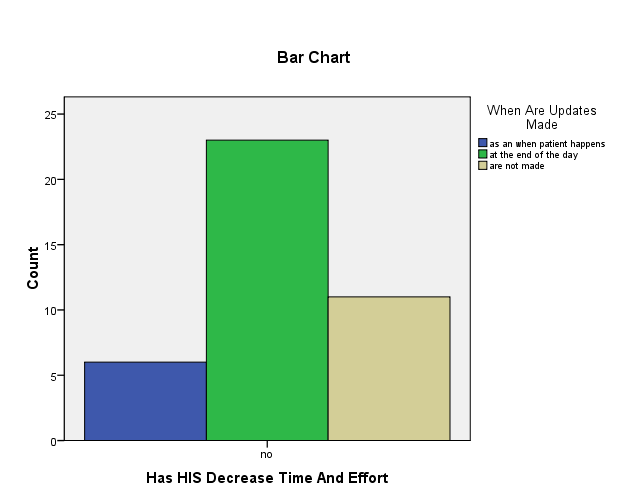 Bar Chart
When Are Updates
Made
as an when patient happens
at the end of the day
are not made
Count
25
20
15
10
5
0
no
Has HIS Decrease Time And Effort